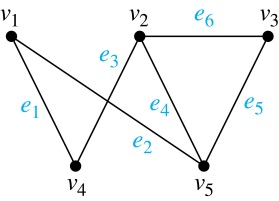 v₁ v₂ e₆ v₃
e₃
e₁ e₄ e₅
e₂
v₄ v₅